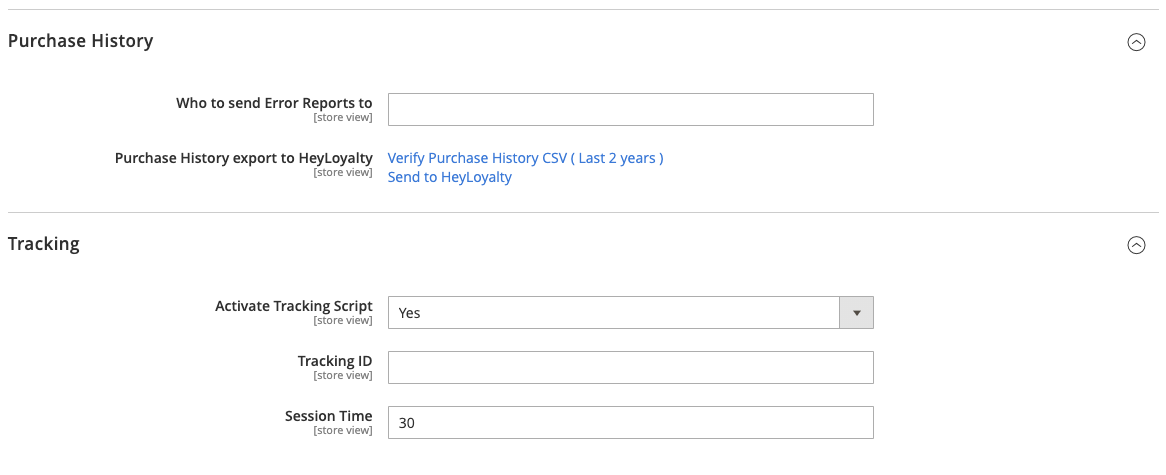 Purchase History
Who to send Error Reports to
[store view]
Purchase History export to HeyLoyalty
[store view]
Verify Purchase History CSV ( Last 2 years )
Send to HeyLoyalty
Tracking
Activate Tracking Script
[store view]
Yes
Tracking ID
[store view]
Session Time
[store view]
30